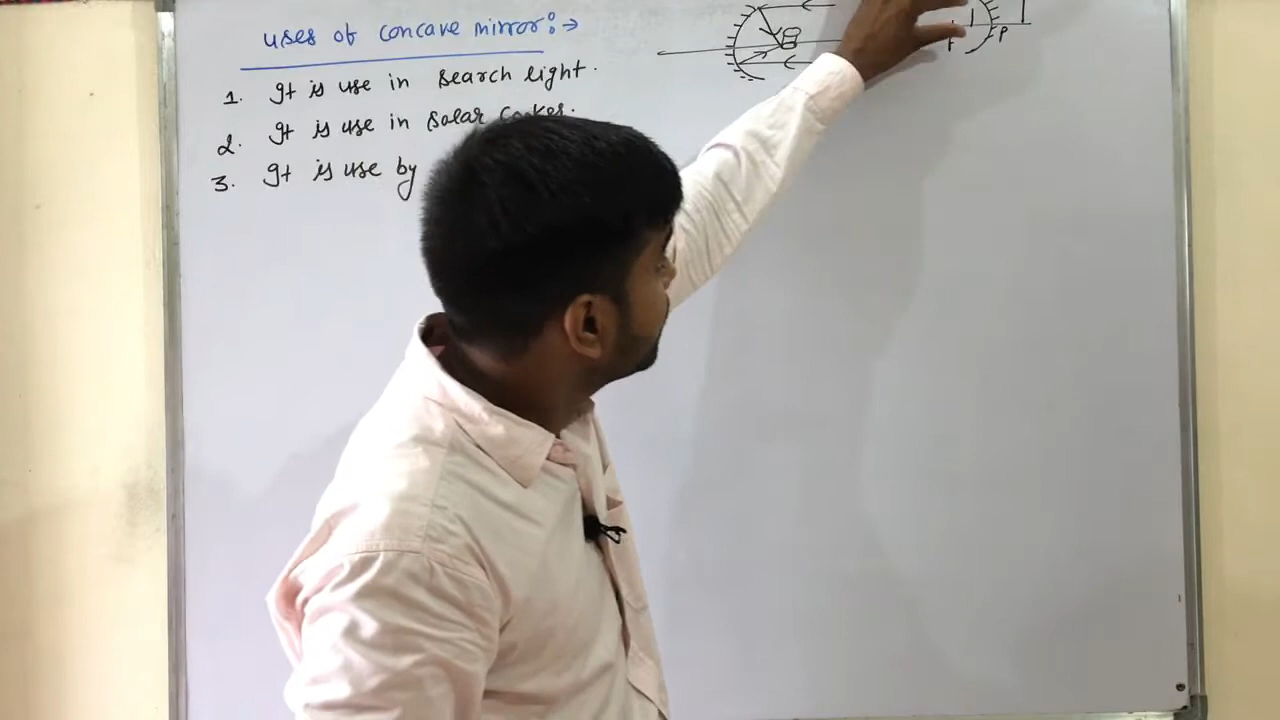 uses of concave mirror:→
1. It is use in search light.
2. It is use in solar cooker.
3. It is use by
F P